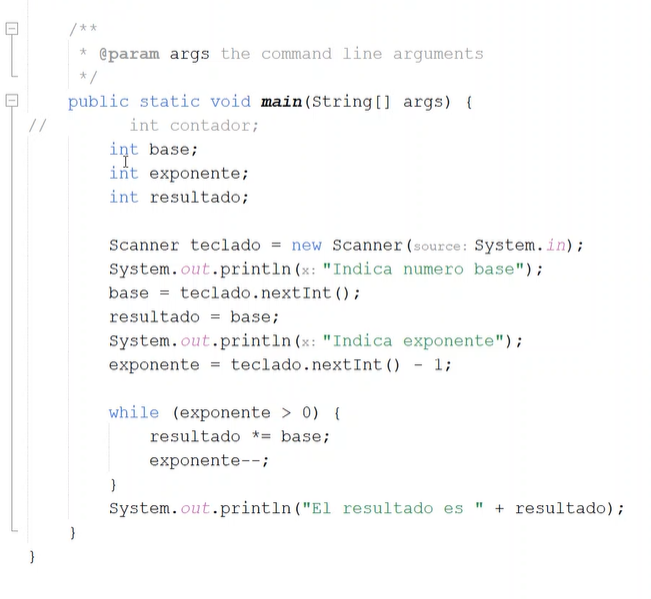 /**
* @param args the command line arguments
*/
public static void main(String[] args) {
// int contador;
int base;
int exponente;
int resultado;
Scanner teclado = new Scanner(source: System.in);
System.out.println(x: "Indica numero base");
base = teclado.nextInt();
resultado = base;
System.out.println(x: "Indica exponente");
exponente = teclado.nextInt() - 1;
while (exponente > 0) {
resultado *= base;
exponente--;
}
System.out.println("El resultado es " + resultado);
}
}